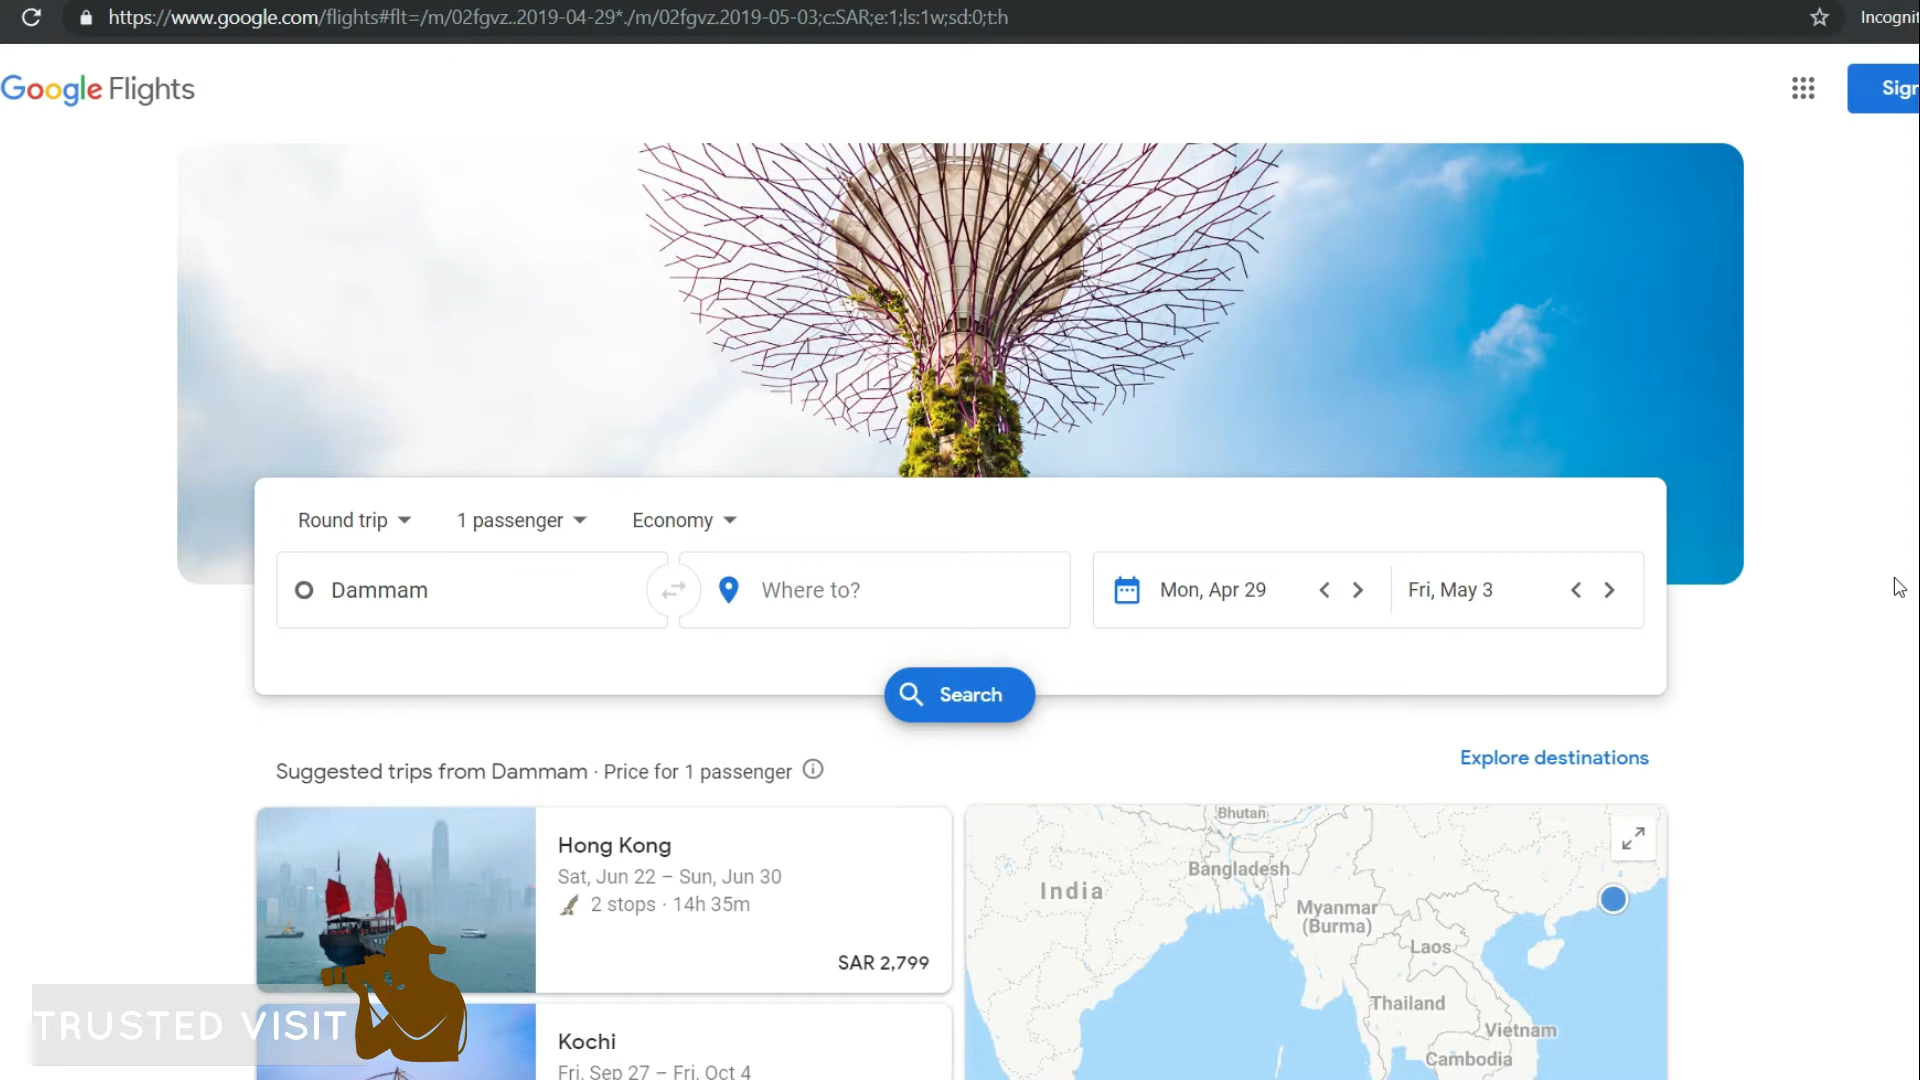 https://www.google.com/flights#flt=/m/02fgvz..2019-04-29*./m/02fgvz.2019-05-03;c:SAR;e:1;ls:1w;sd:0;t:h
Incognit
Google Flights
Sign
Round trip
1 passenger
Economy
Dammam
Where to?
Mon, Apr 29
Fri, May 3
Search
Suggested trips from Dammam · Price for 1 passenger
Explore destinations
Hong Kong
Sat, Jun 22 – Sun, Jun 30
2 stops · 14h 35m
SAR 2,799
Kochi
Fri, Sep 27 – Fri, Oct 4
Bhutan
Bangladesh
India
Myanmar
(Burma)
Laos
Thailand
Vietnam
Cambodia
TRUSTED VISIT